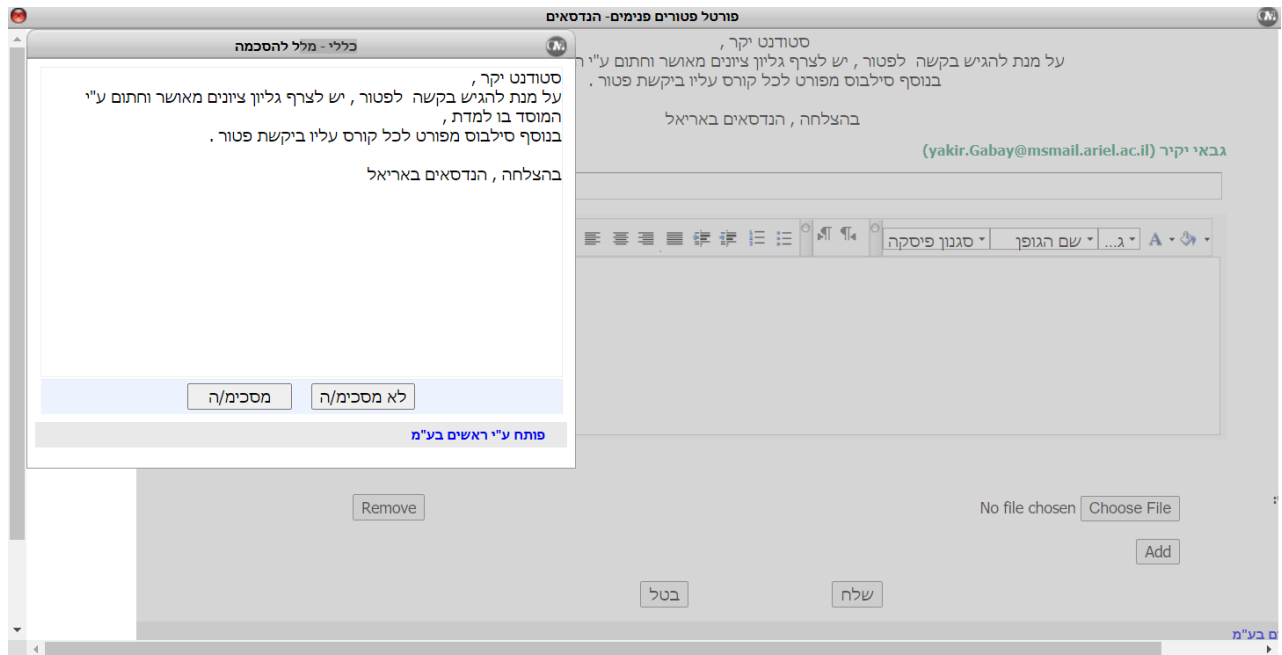 פורטל פטורים פנימים- הנדסאים
כללי - מלל להסכמה
סטודנט יקר ,
על מנת להגיש בקשה לפטור , יש לצרף גליון ציונים מאושר וחתום ע"י
המוסד בו למדת ,
בנוסף סילבוס מפורט לכל קורס עליו ביקשת פטור .
בהצלחה , הנדסאים באריאל
לא מסכימ/ה
מסכימ/ה
פותח ע"י ראשים בע"מ
סטודנט יקר ,
על מנת להגיש בקשה לפטור , יש לצרף גליון ציונים מאושר וחתום ע"י
בנוסף סילבוס מפורט לכל קורס עליו ביקשת פטור .
בהצלחה , הנדסאים באריאל
גבאי יקיר (yakir.Gabay@msmail.ariel.ac.il)
A ג... שם הגופן סגנון פיסקה
No file chosen Choose File
Remove
Add
שלח
בטל
ם בע"מ